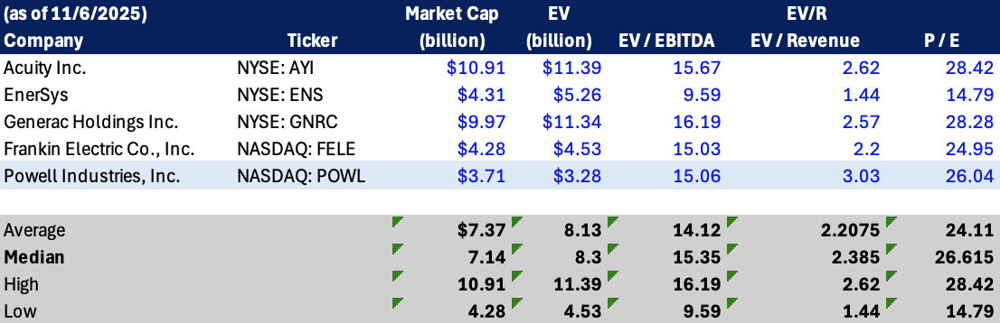 (as of 11/6/2025) Market Cap EV EV/R
Company Ticker (billion) (billion) EV / EBITDA EV / Revenue P / E
Acuity Inc. NYSE: AYI $10.91 $11.39 15.67 2.62 28.42
EnerSys NYSE: ENS $4.31 $5.26 9.59 1.44 14.79
Generac Holdings Inc. NYSE: GNRC $9.97 $11.34 16.19 2.57 28.28
Frankin Electric Co., Inc. NASDAQ: FELE $4.28 $4.53 15.03 2.2 24.95
Powell Industries, Inc. NASDAQ: POWL $3.71 $3.28 15.06 3.03 26.04
Average $7.37 8.13 14.12 2.2075 24.11
Median 7.14 8.3 15.35 2.385 26.615
High 10.91 11.39 16.19 2.62 28.42
Low 4.28 4.53 9.59 1.44 14.79